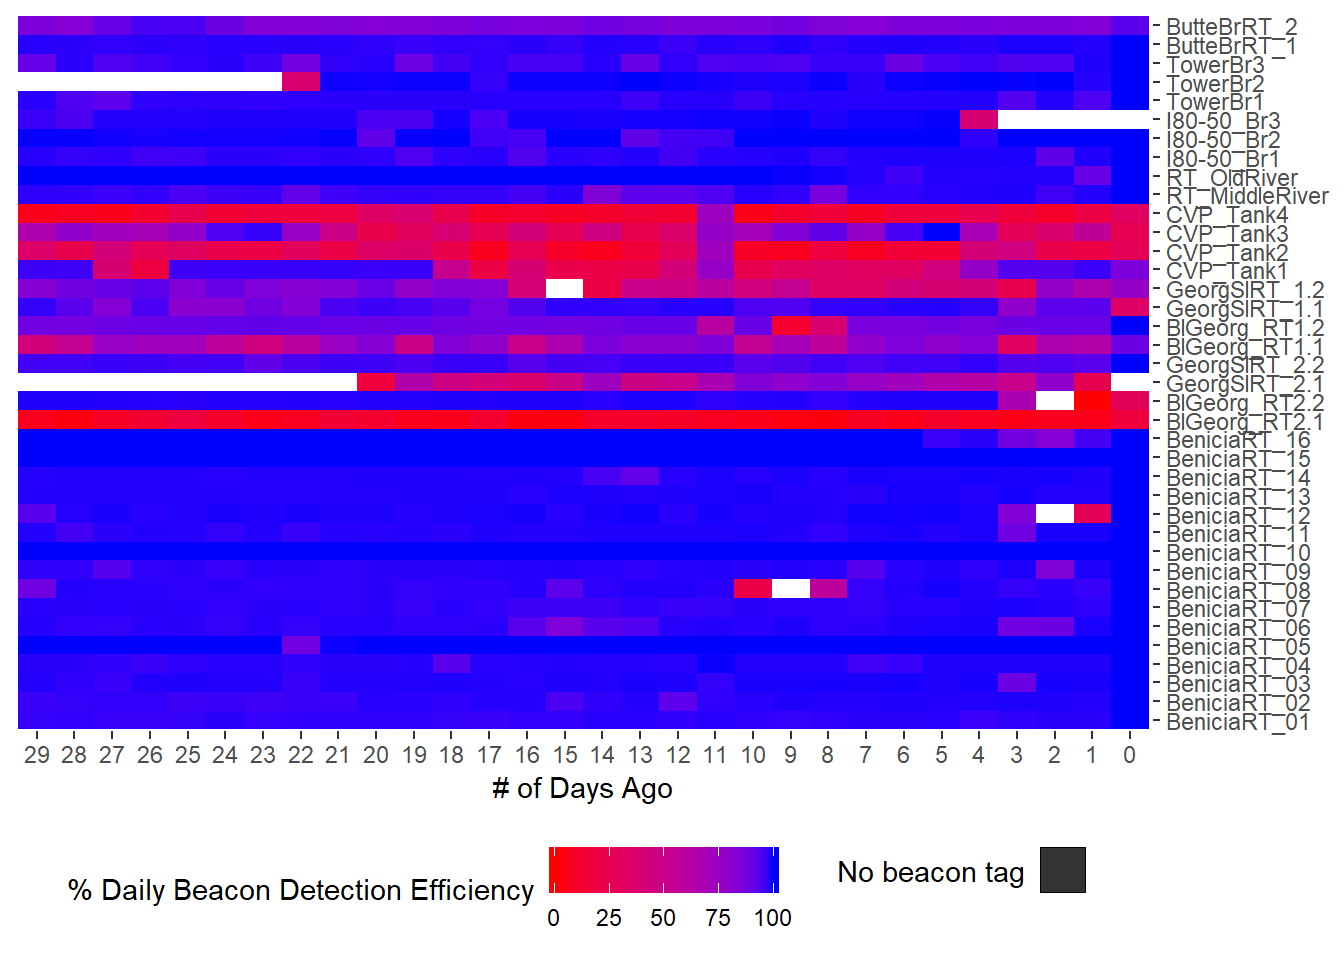 ButteBrRT_2
ButteBrRT_1
TowerBr3
TowerBr2
TowerBr1
I80-50_Br3
I80-50_Br2
I80-50_Br1
RT_OldRiver
RT_MiddleRiver
CVP_Tank4
CVP_Tank3
CVP_Tank2
CVP_Tank1
GeorgSlRT_1.2
GeorgSlRT_1.1
BlGeorg_RT1.2
BlGeorg_RT1.1
GeorgSlRT_2.2
GeorgSlRT_2.1
BlGeorg_RT2.2
BlGeorg_RT2.1
BeniciaRT_16
BeniciaRT_15
BeniciaRT_14
BeniciaRT_13
BeniciaRT_12
BeniciaRT_11
BeniciaRT_10
BeniciaRT_09
BeniciaRT_08
BeniciaRT_07
BeniciaRT_06
BeniciaRT_05
BeniciaRT_04
BeniciaRT_03
BeniciaRT_02
BeniciaRT_01
29 28 27 26 25 24 23 22 21 20 19 18 17 16 15 14 13 12 11 10 9 8 7 6 5 4 3 2 1 0
# of Days Ago
% Daily Beacon Detection Efficiency
0 25 50 75 100
No beacon tag